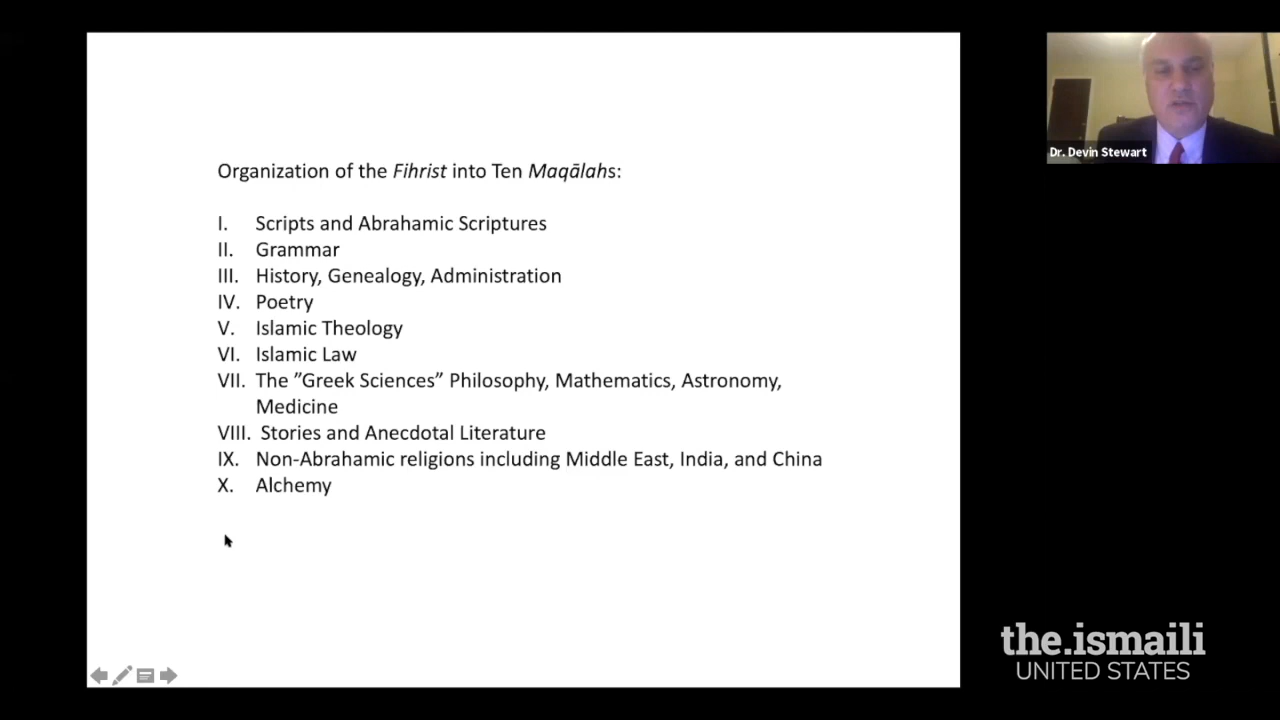 Organization of the Fihrist into Ten Maqālahs:
I. Scripts and Abrahamic Scriptures
II. Grammar
III. History, Genealogy, Administration
IV. Poetry
V. Islamic Theology
VI. Islamic Law
VII. The ”Greek Sciences” Philosophy, Mathematics, Astronomy,
Medicine
VIII. Stories and Anecdotal Literature
IX. Non-Abrahamic religions including Middle East, India, and China
X. Alchemy
Dr. Devin Stewart
the.ismaili
UNITED STATES